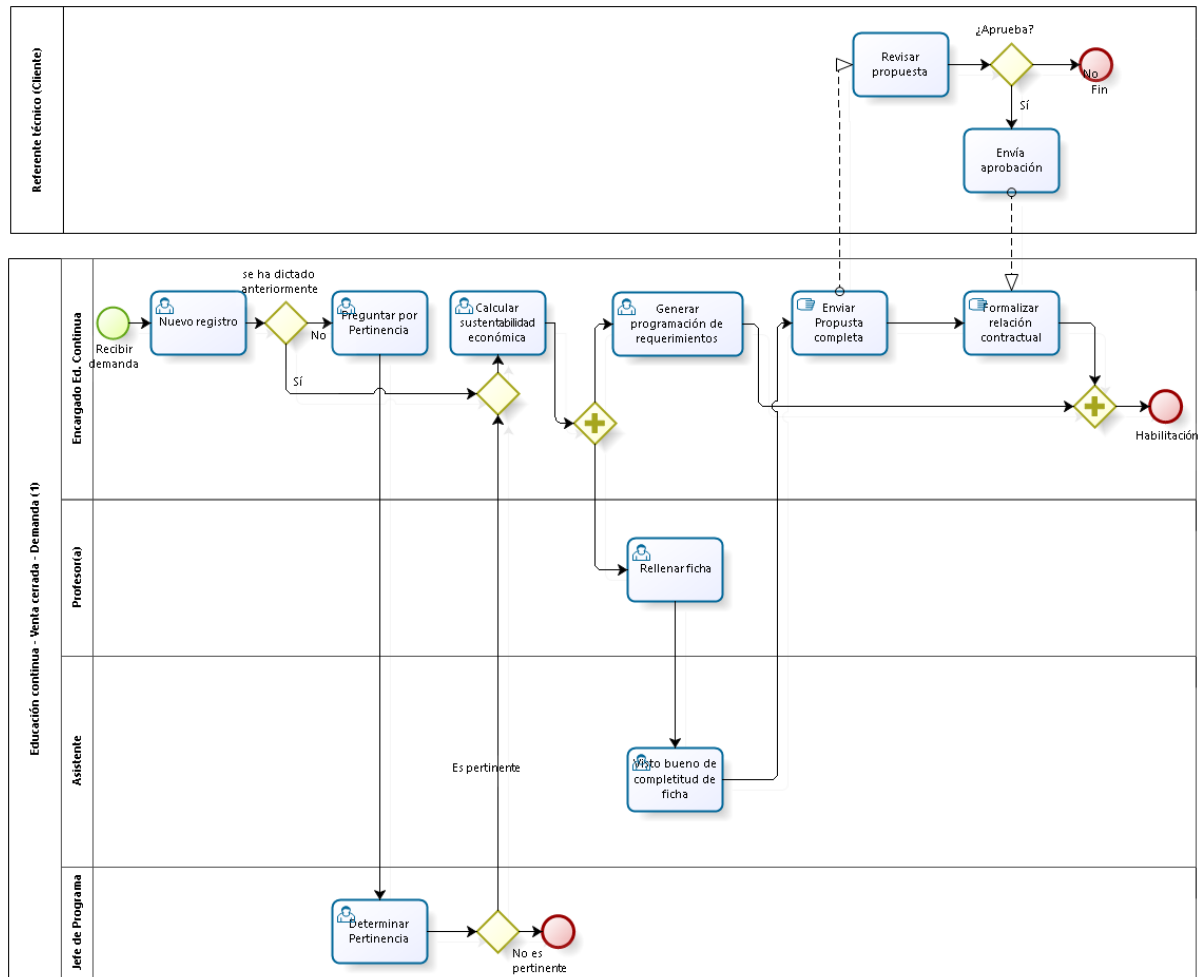 Referente técnico (Cliente)
¿Aprueba?
Revisar
propuesta
No
Fin
Sí
Envía
aprobación
Educación continua - Venta cerrada - Demanda (1)
Encargado Ed. Continua
Recibir
demanda
Nuevo registro
se ha dictado
anteriormente
No
Sí
Preguntar por
Pertinencia
Calcular
sustentabilidad
económica
Generar
programación de
requerimientos
Enviar
Propusta
completa
Formalizar
relación
contractual
Habilitación
Profesor(a)
Rellenar ficha
Asistente
Es pertinente
Visto bueno de
completitud de
ficha
Jefe de Programa
Determinar
Pertinencia
No es
pertinente